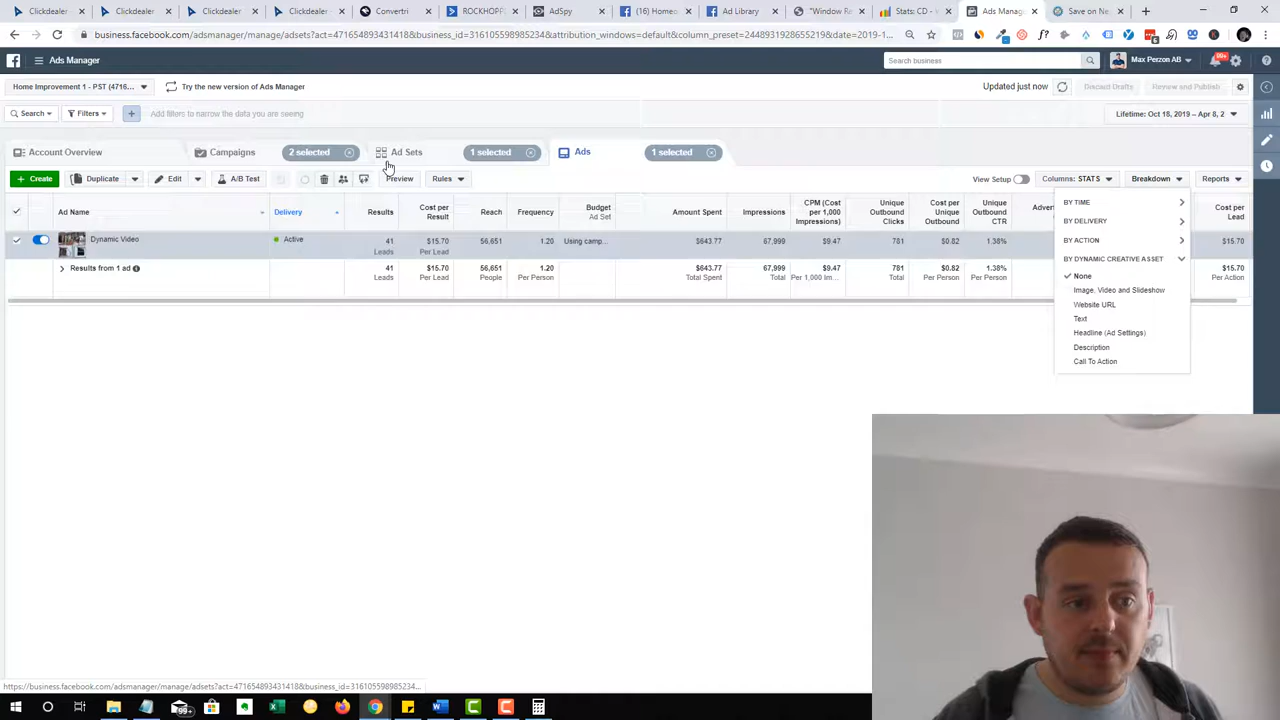 Clickdealer -
Clickdealer -
Clickdealer -
Clickdealer -
Convertri
ROCKHOPP
AdSpy
(16) Home
Ad Library
"Window Re
Stats: CD -
Ads Manag
Save on Ne
business.facebook.com/adsmanager/manage/adsets?act=471654893431418&business_id=316105598985234&attribution_windows=default&column_preset=2448931928655219&date=2019-1...
Ads Manager
Search business
Max Perzon AB
99+
Home Improvement 1 - PST (4716...
Try the new version of Ads Manager
Updated just now
Discard Drafts
Review and Publish
Search
Filters
Add filters to narrow the data you are seeing
Lifetime: Oct 18, 2019 – Apr 8, 2
Account Overview
Campaigns
2 selected
Ad Sets
1 selected
Ads
1 selected
Create
Duplicate
Edit
A/B Test
Preview
Rules
View Setup
Columns: STATS
Breakdown
Reports
Ad Name
Delivery
Results
Cost per
Result
Reach
Frequency
Budget
Ad Set
Amount Spent
Impressions
CPM (Cost
per 1,000
Impressions)
Unique
Outbound
Clicks
Cost per
Unique
Outbound
Unique
Outbound
CTR
Advert
Cost per
Lead
Dynamic Video
Active
41
Leads
$15.70
Per Lead
56,651
1.20
Using camp...
$643.77
67,999
$9.47
781
$0.82
1.38%
$15.70
Results from 1 ad
41
Leads
$15.70
Per Lead
56,651
People
1.20
Per Person
$643.77
Total Spent
67,999
Total
$9.47
Per 1,000 Im...
781
Total
$0.82
Per Person
1.38%
Per Person
$15.70
Per Action
BY TIME
BY DELIVERY
BY ACTION
BY DYNAMIC CREATIVE ASSET
None
Image, Video and Slideshow
Website URL
Text
Headline (Ad Settings)
Description
Call To Action
https://business.facebook.com/adsmanager/manage/adsets?act=471654893431418&business_id=316105598985234...
99+